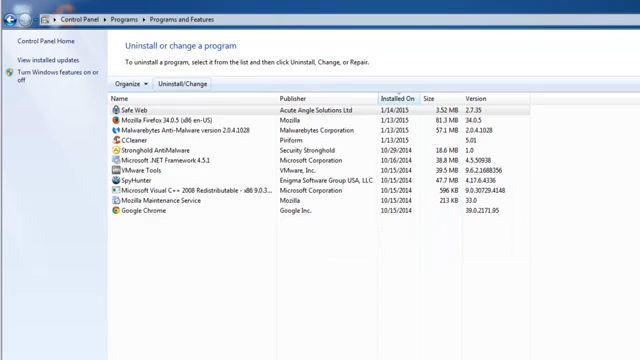 Control Panel ▸ Programs ▸ Programs and Features
Control Panel Home
View installed updates
Turn Windows features on or
off
Uninstall or change a program
To uninstall a program, select it from the list and then click Uninstall, Change, or Repair.
Organize Uninstall/Change
Name Publisher Installed On Size Version
Safe Web Acute Angle Solutions Ltd 1/14/2015 3.52 MB 2.7.35
Mozilla Firefox 34.0.5 (x86 en-US) Mozilla 1/13/2015 81.3 MB 34.0.5
Malwarebytes Anti-Malware version 2.0.4.1028 Malwarebytes Corporation 1/13/2015 57.1 MB 2.0.4.1028
CCleaner Piriform 1/13/2015 5.01
Stronghold AntiMalware Security Stronghold 10/29/2014 18.6 MB 1.0
Microsoft .NET Framework 4.5.1 Microsoft Corporation 10/16/2014 38.8 MB 4.5.50938
VMware Tools VMware, Inc. 10/15/2014 39.5 MB 9.6.2.1688356
SpyHunter Enigma Software Group USA, LLC 10/15/2014 47.7 MB 4.17.6.4336
Microsoft Visual C++ 2008 Redistributable - x86 9.0.3... Microsoft Corporation 10/15/2014 596 KB 9.0.30729.4148
Mozilla Maintenance Service Mozilla 10/15/2014 213 KB 33.0
Google Chrome Google Inc. 10/15/2014 39.0.2171.95